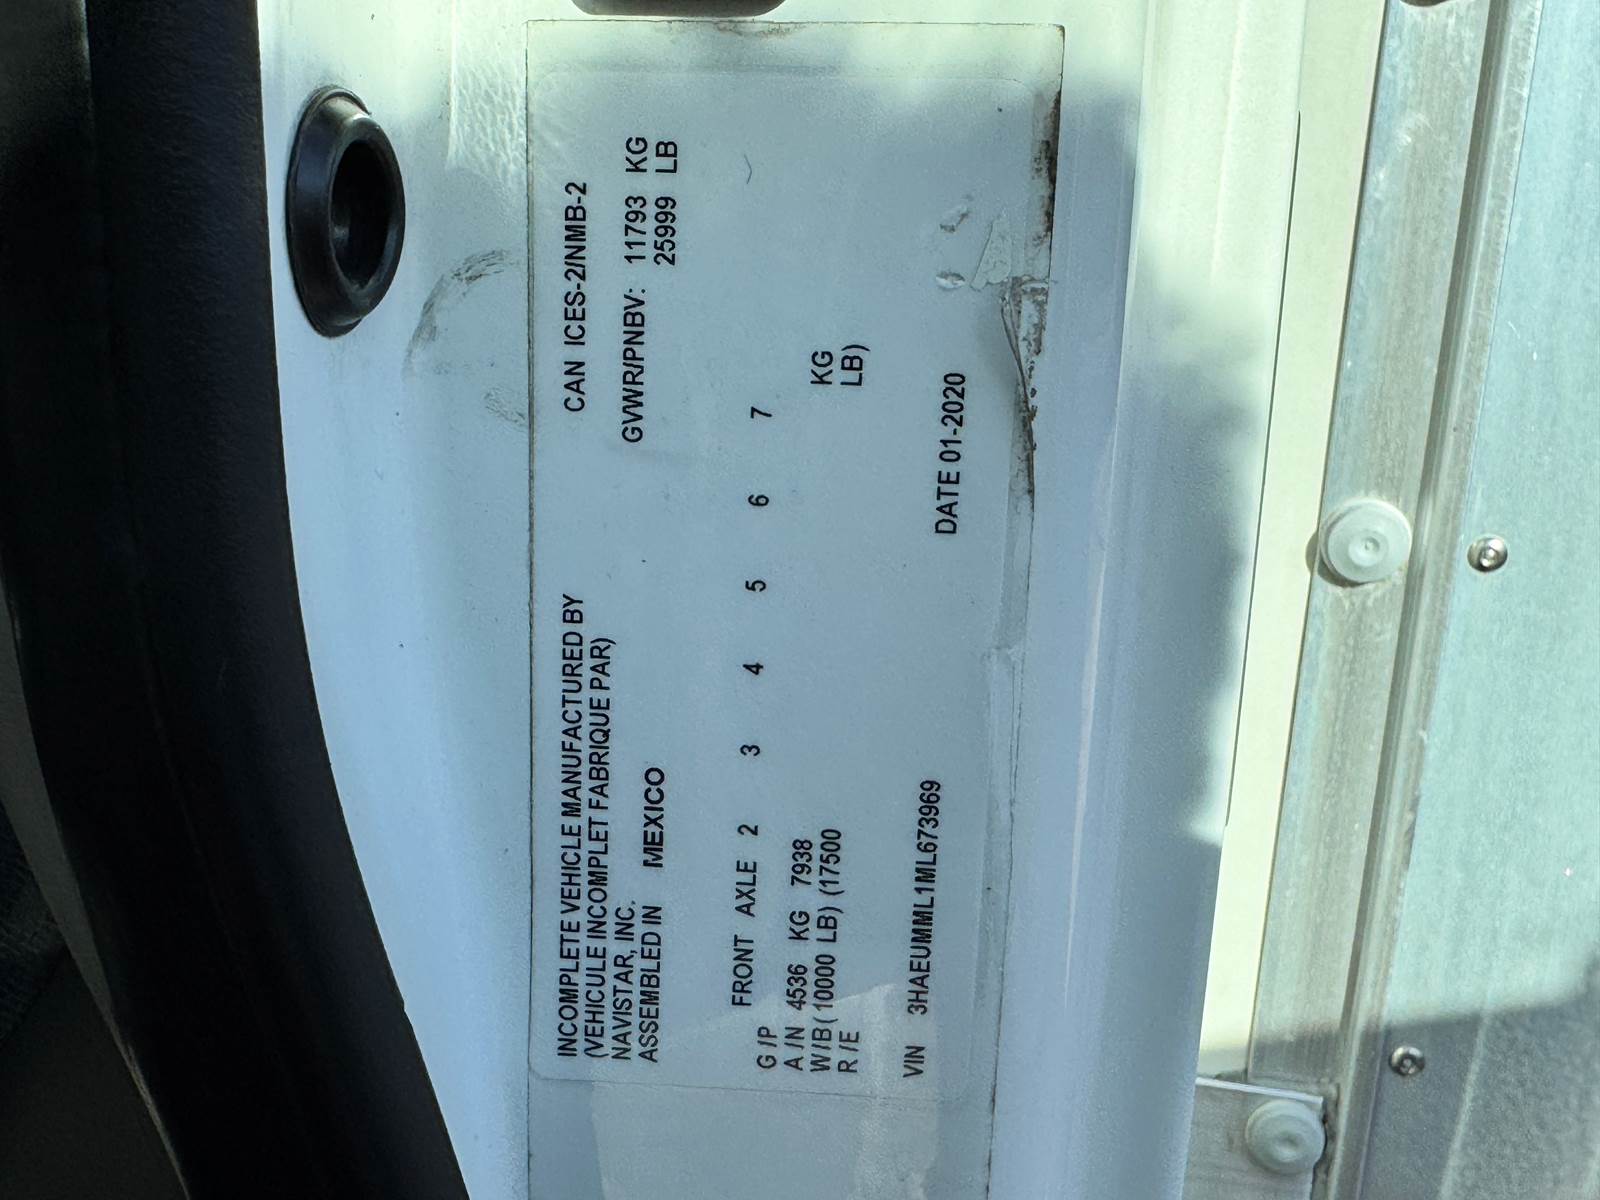 INCOMPLETE VEHICLE MANUFACTURED BY
(VEHICULE INCOMPLET FABRIQUE PAR)
NAVISTAR, INC.
ASSEMBLED IN MEXICO
CAN ICES-2/NMB-2
GVWR/PNBV: 11793 KG
25999 LB
FRONT AXLE 2 3 4 5 6 7
G/P
A/N 4536 KG 7938 KG
W/B(10000 LB) (17500 LB)
R/E
VIN 3HAEUMML1ML673969 DATE 01-2020